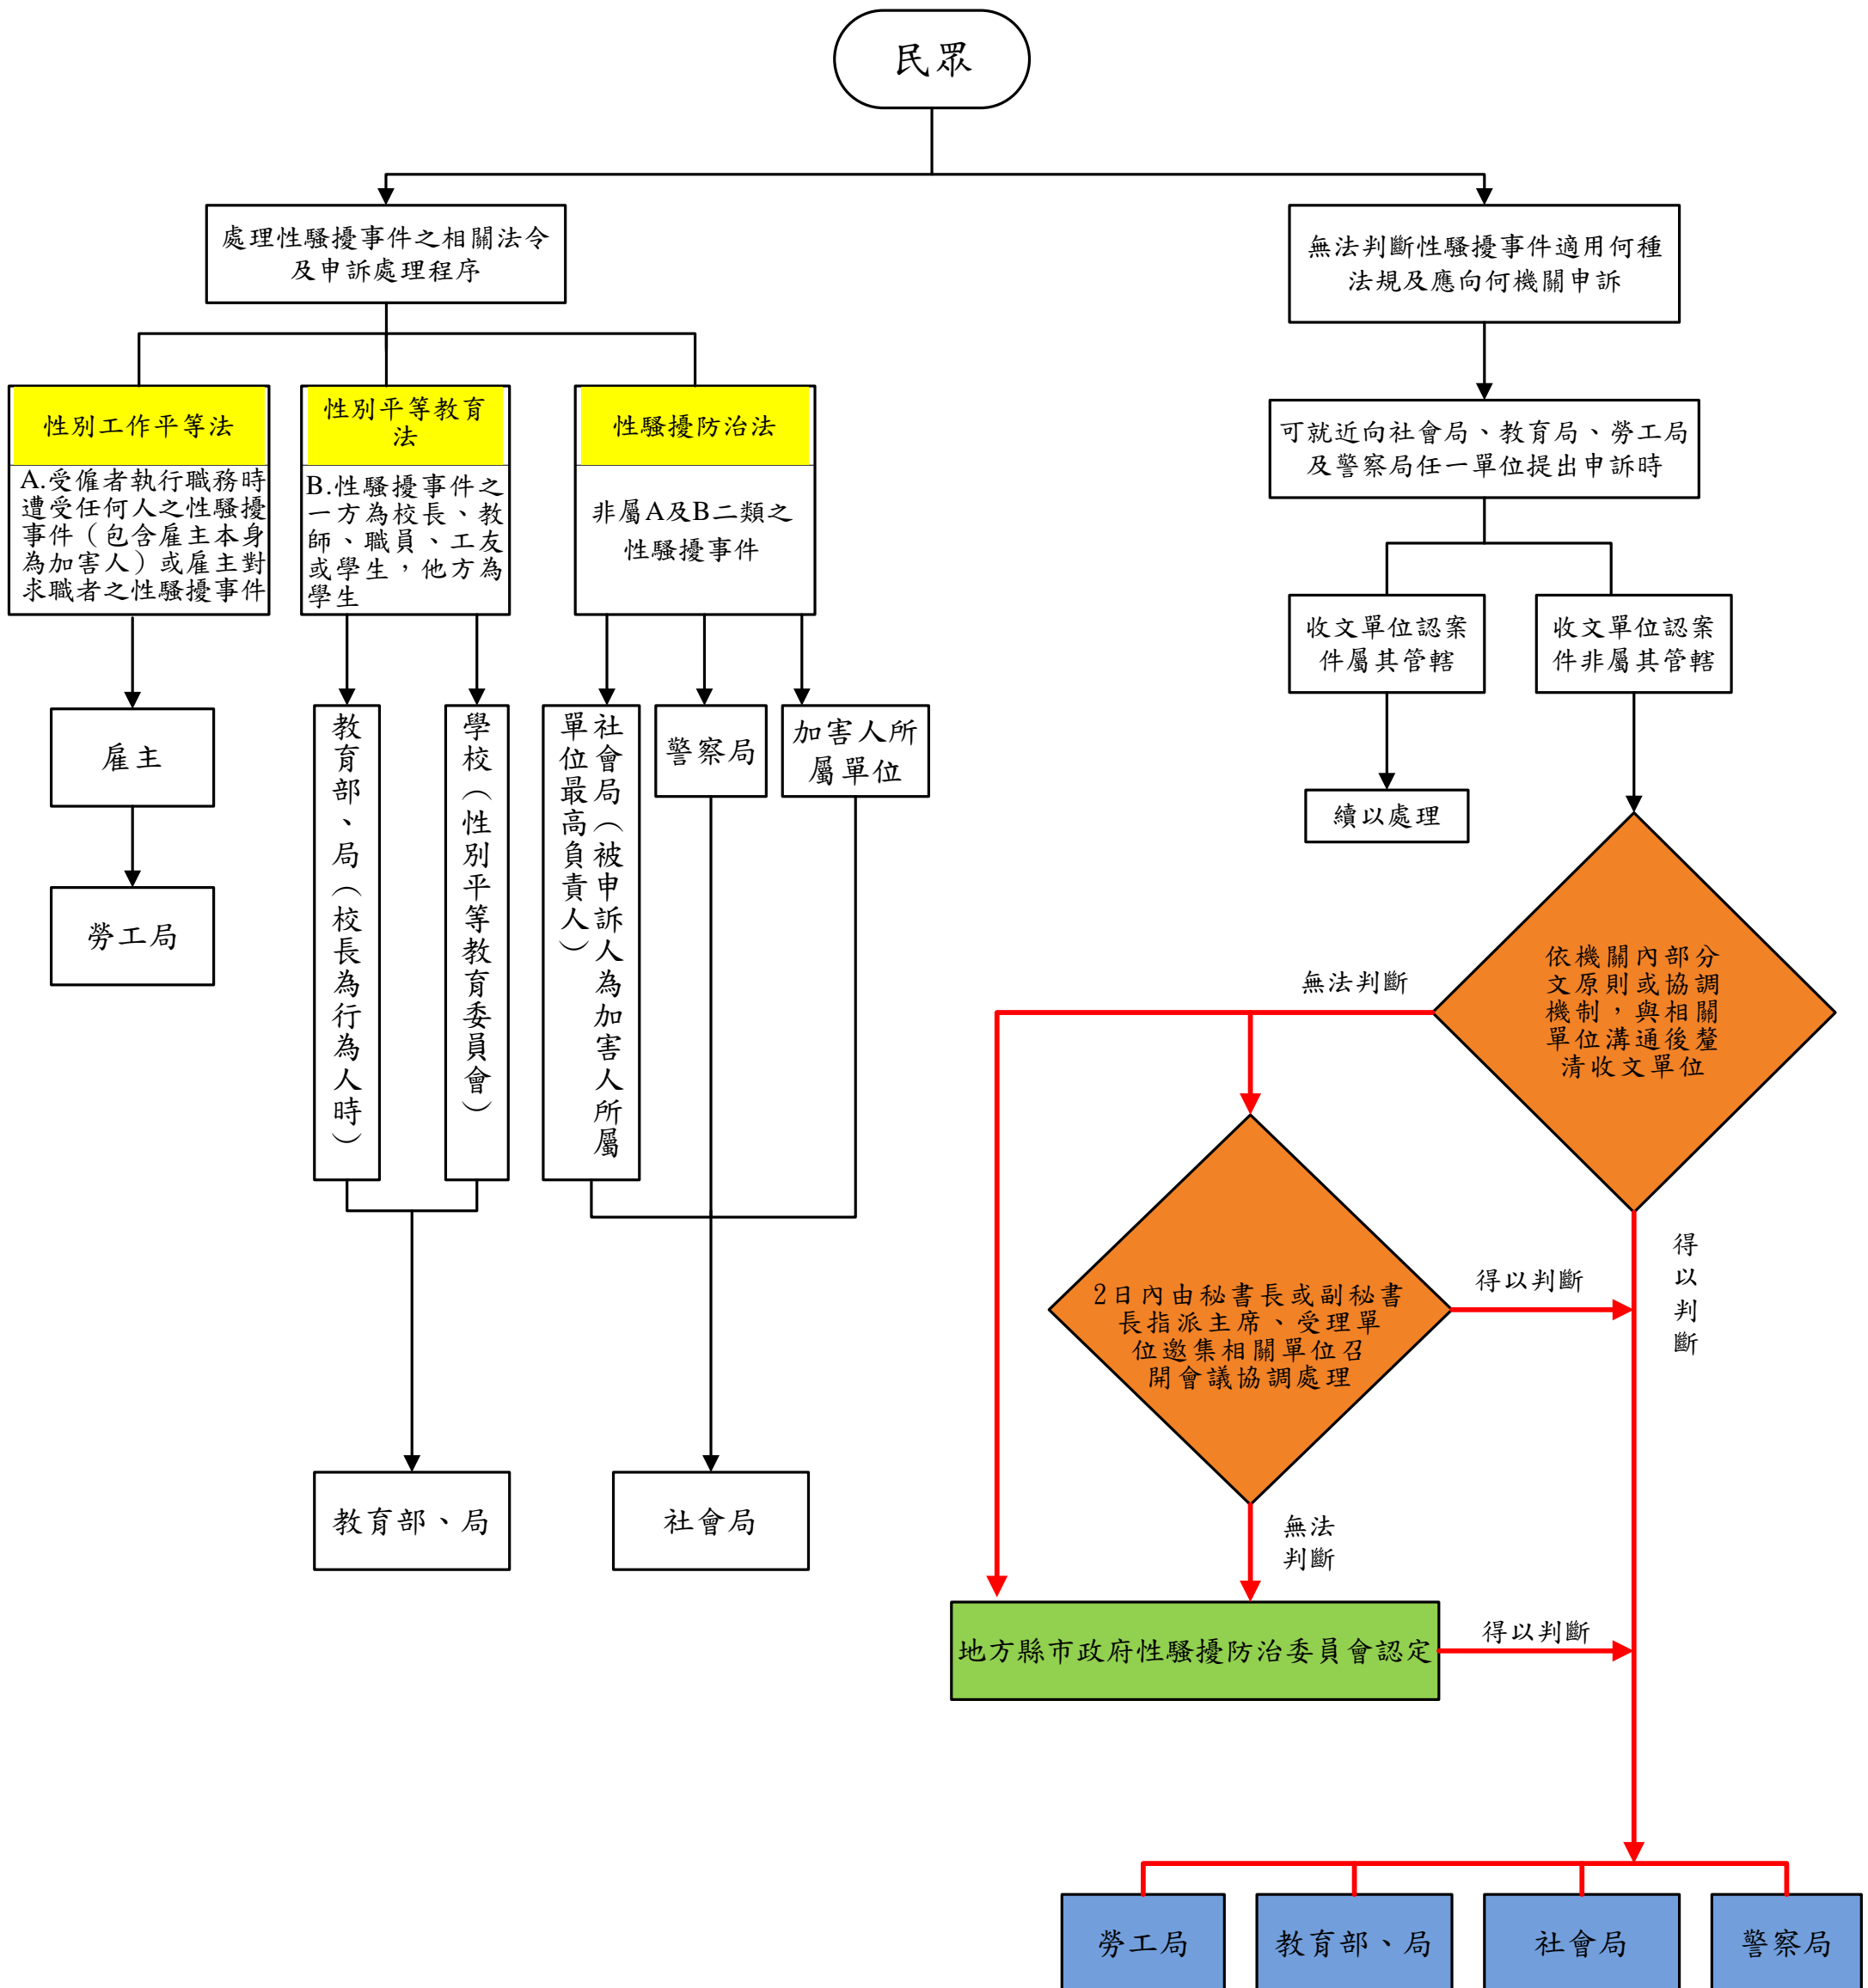 民眾
處理性騷擾事件之相關法令
及申訴處理程序
無法判斷性騷擾事件適用何種
法規及應向何機關申訴
性別工作平等法
A.受僱者執行職務時
遭受任何人之性騷擾
事件（包含雇主本身
為加害人）或雇主對
求職者之性騷擾事件
性別平等教育
法
B.性騷擾事件之
一方為校長、教
師、職員、工友
或學生，他方為
學生
性騷擾防治法
非屬A及B二類之
性騷擾事件
可就近向社會局、教育局、勞工局
及警察局任一單位提出申訴時
收文單位認案
件屬其管轄
收文單位認案
件非屬其管轄
雇主
勞工局
教育部、局（校長為行為人時）
學校（性別平等教育委員會）
社會局（被申訴人為加害人所屬
單位最高負責人）
警察局
加害人所
屬單位
續以處理
依機關內部分
文原則或協調
機制，與相關
單位溝通後釐
清收文單位
無法判斷
得以判斷
2日內由秘書長或副秘書
長指派主席、受理單
位邀集相關單位召
開會議協調處理
得以判斷
無法
判斷
教育部、局
社會局
地方縣市政府性騷擾防治委員會認定
得以判斷
勞工局
教育部、局
社會局
警察局